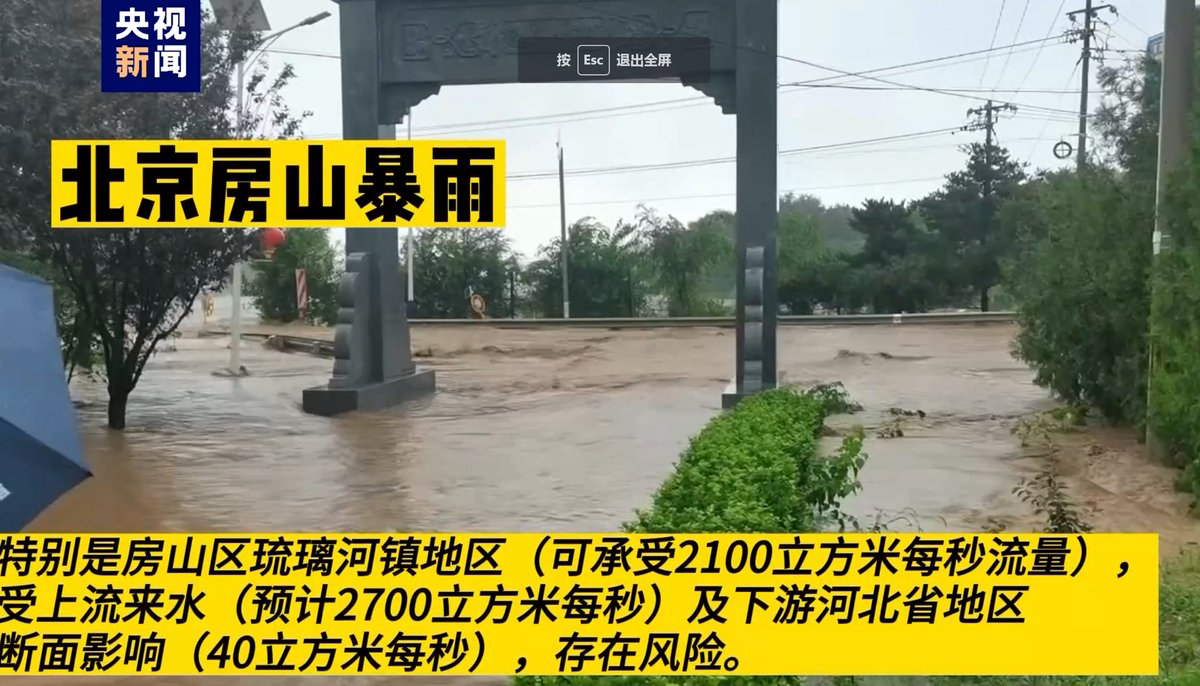 央视
新闻
按 Esc 退出全屏
北京房山暴雨
特别是房山区琉璃河镇地区（可承受2100立方米每秒流量），
受上流来水（预计2700立方米每秒）及下游河北省地区
断面影响（40立方米每秒），存在风险。